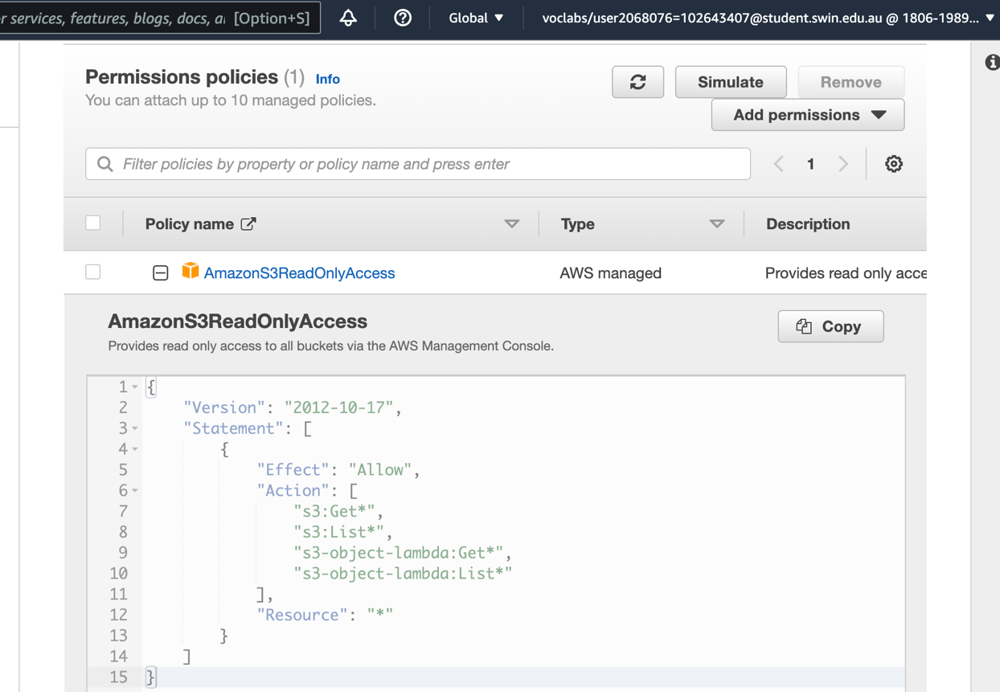 r services, features, blogs, docs, a [Option+S]
Global
voclabs/user2068076=102643407@student.swin.edu.au @ 1806-1989...
Permissions policies (1) Info
Simulate
Remove
You can attach up to 10 managed policies.
Add permissions
Filter policies by property or policy name and press enter
1
Policy name
Type
Description
AmazonS3ReadOnlyAccess
AWS managed
Provides read only acce
AmazonS3ReadOnlyAccess
Copy
Provides read only access to all buckets via the AWS Management Console.
1 {
2 "Version": "2012-10-17",
3 "Statement": [
4 {
5 "Effect": "Allow",
6 "Action": [
7 "s3:Get*",
8 "s3:List*",
9 "s3-object-lambda:Get*",
10 "s3-object-lambda:List*"
11 ],
12 "Resource": "*"
13 }
14 ]
15 }